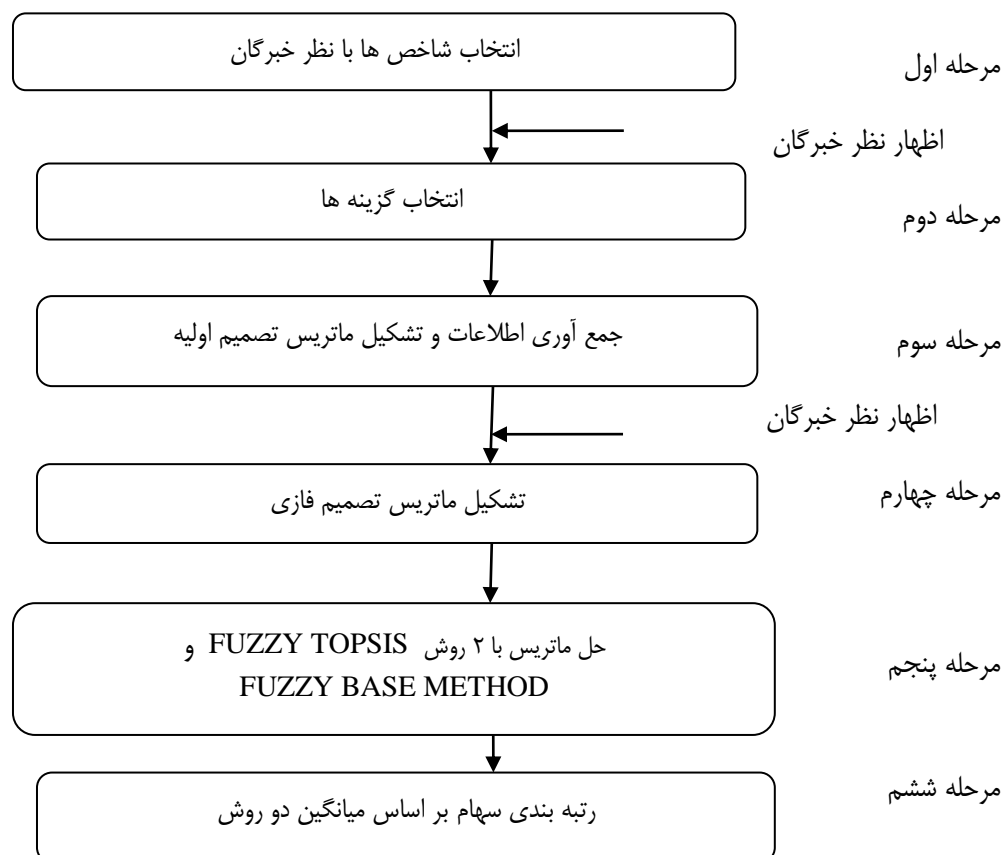 انتخاب شاخص ها با نظر خبرگان
مرحله اول
اظهار نظر خبرگان
انتخاب گزینه ها
مرحله دوم
جمع آوری اطلاعات و تشکیل ماتریس تصمیم اولیه
مرحله سوم
اظهار نظر خبرگان
تشکیل ماتریس تصمیم فازی
مرحله چهارم
حل ماتریس با ۲ روش FUZZY TOPSIS و
FUZZY BASE METHOD
مرحله پنجم
رتبه بندی سهام بر اساس میانگین دو روش
مرحله ششم